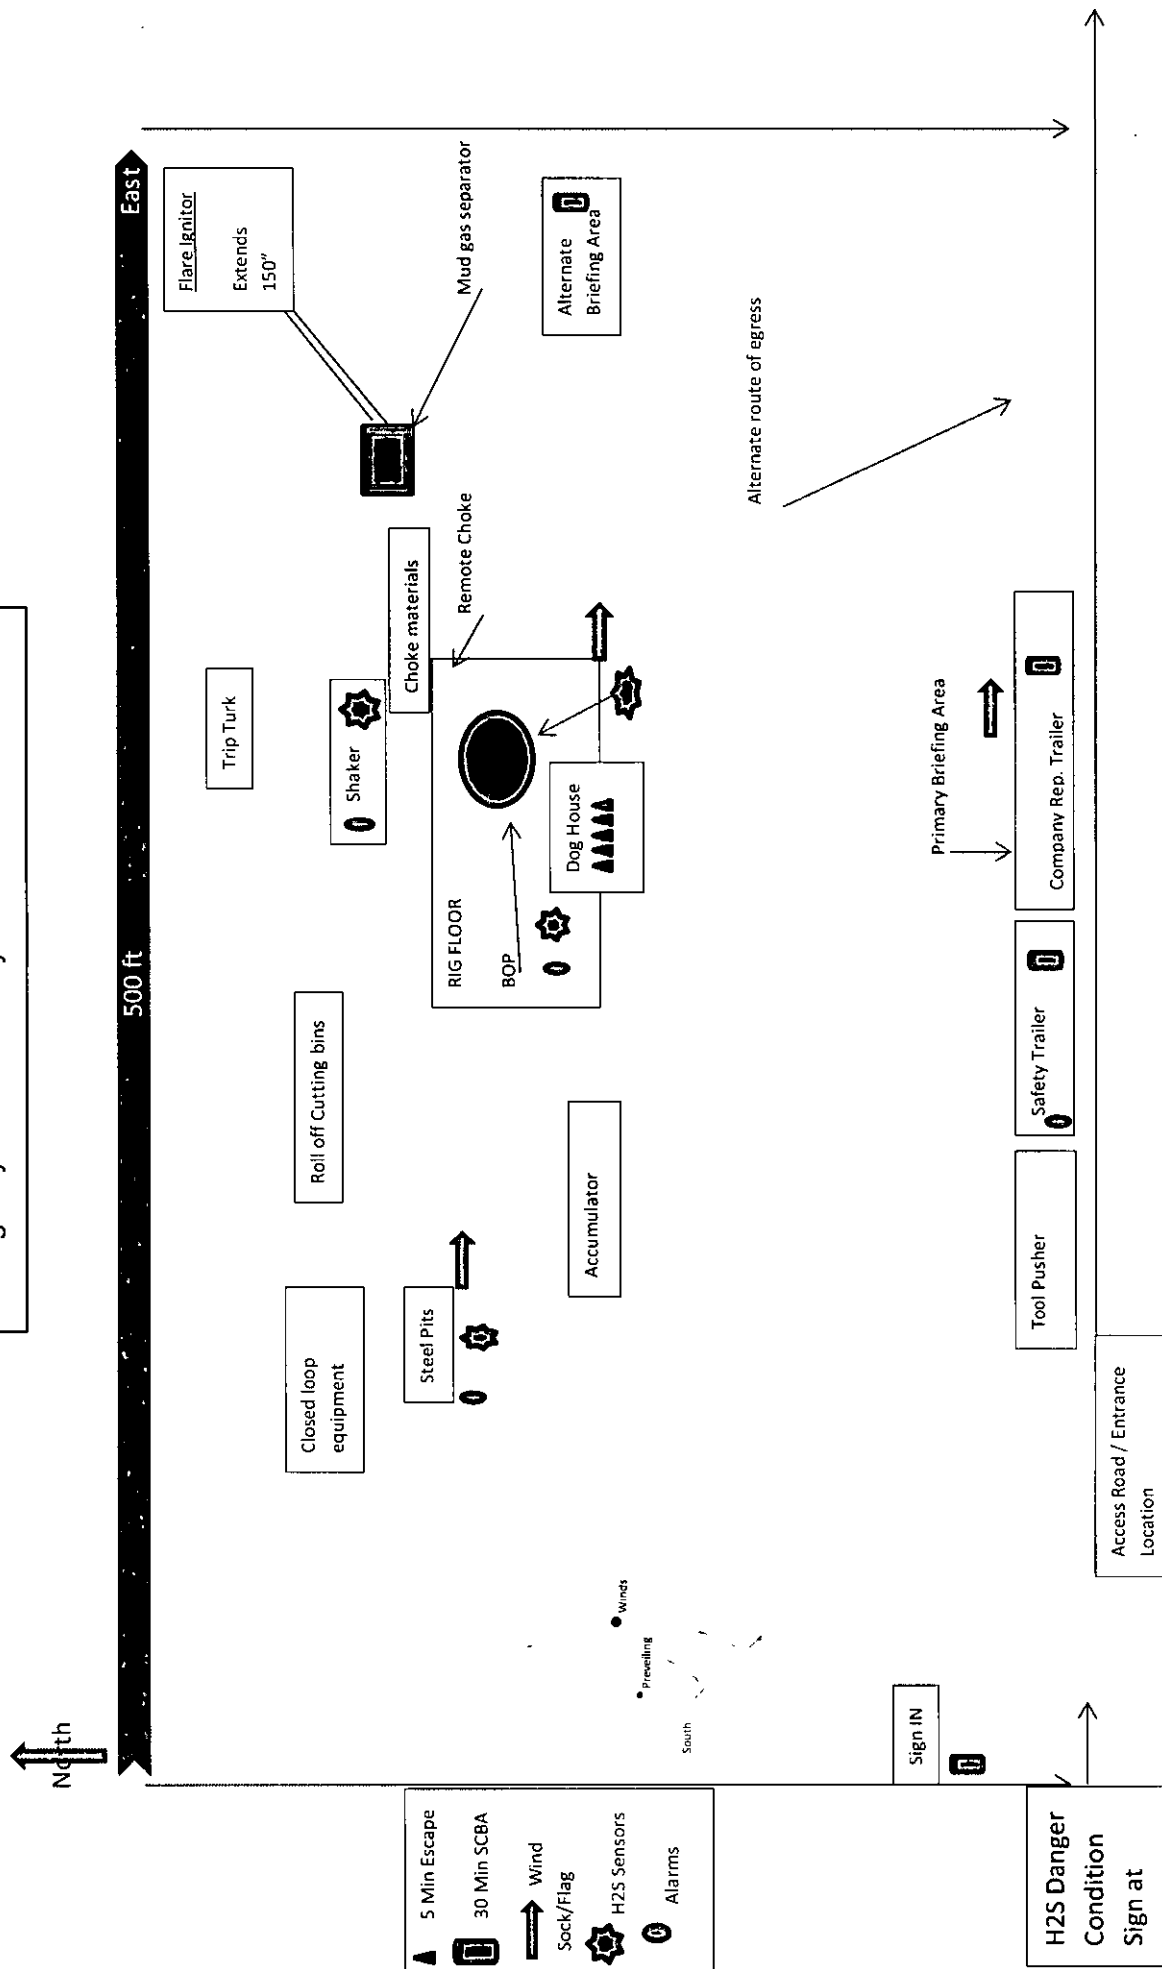 North
500 ft
East
Flare Ignitor
Extends
150"
Trip Turk
Mud gas separator
Closed loop
equipment
Roll off Cutting bins
Shaker
Choke materials
Remote Choke
Steel Pits
RIG FLOOR
BOP
Dog House
Alternate
Briefing Area
Accumulator
Winds
Preveiling
South
Alternate route of egress
5 Min Escape
30 Min SCBA
Wind
Sock/Flag
H2S Sensors
Alarms
Sign IN
Primary Briefing Area
Tool Pusher
Safety Trailer
Company Rep. Trailer
H2S Danger
Condition
Sign at
Access Road / Entrance
Location